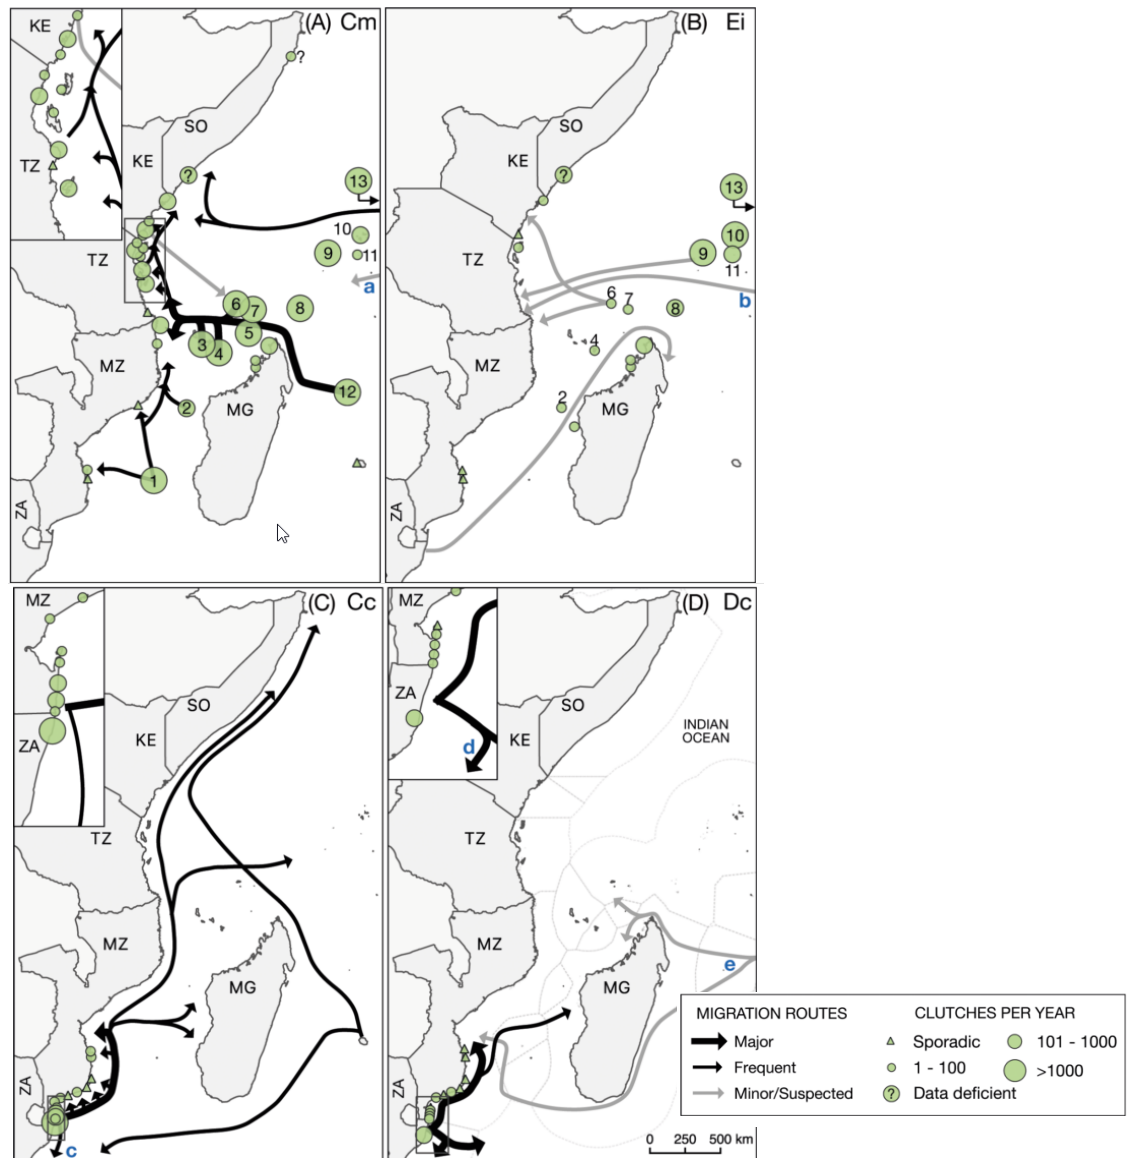 (A) Cm
KE
TZ
?
SO
KE
?
13
10
9
11
TZ
a
6
7
8
5
3
4
MZ
12
MG
2
1
ZA
(B) Ei
SO
KE
?
13
10
9
11
TZ
b
6
7
8
4
MZ
2
MG
ZA
(C) Cc
MZ
ZA
SO
KE
TZ
MZ
MG
ZA
c
(D) Dc
MZ
ZA
d
SO
KE
INDIAN
OCEAN
TZ
MZ
e
MG
ZA
MIGRATION ROUTES
Major
Frequent
Minor/Suspected
CLUTCHES PER YEAR
Sporadic
1 - 100
? Data deficient
101 - 1000
>1000
0 250 500 km